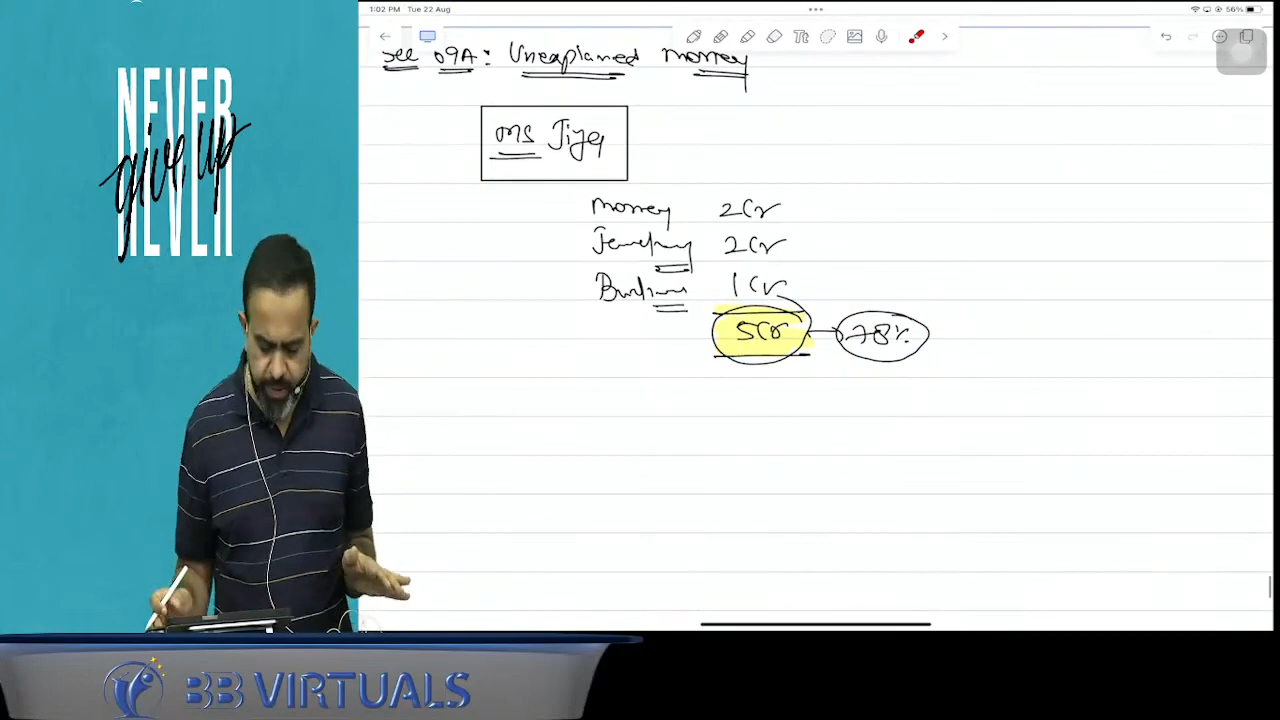 1:02 PM Tue 22 Aug
56%
NEVER
give up
NEVER
Sec 69A: Unexplained money
Ms Jiya
money 2Cr
Jewellery 2Cr
Bullion 1Cr
5Cr 78%
BB VIRTUALS